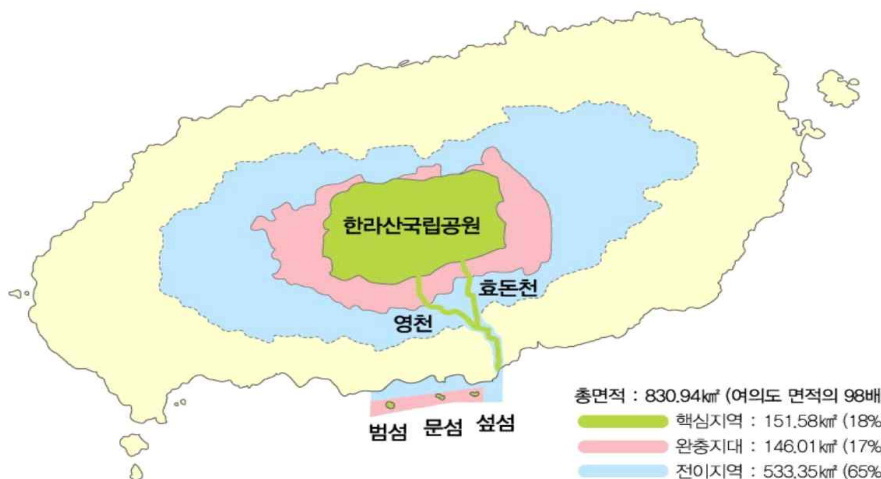 한라산국립공원
효돈천
영천
범섬 문섬 섶섬
총면적 : 830.94㎢ (여의도 면적의 98배
핵심지역 : 151.58㎢ (18%
완충지대 : 146.01㎢ (17%
전이지역 : 533.35㎢ (65%